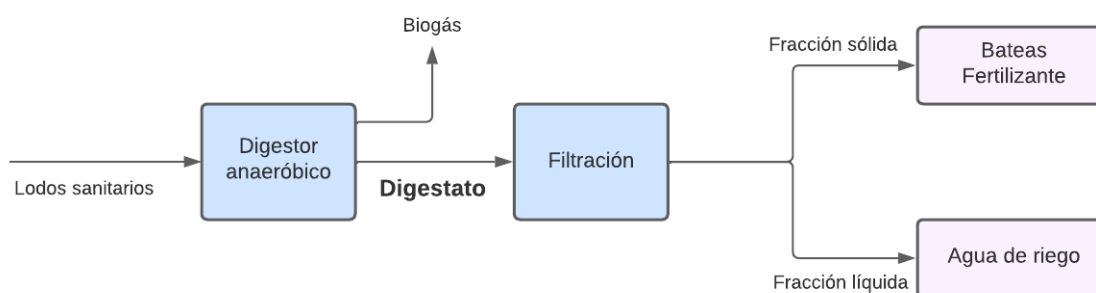 Biogás
Fracción sólida
Bateas
Fertilizante
Digestor
anaeróbico
Filtración
Lodos sanitarios
Digestato
Agua de riego
Fracción líquida